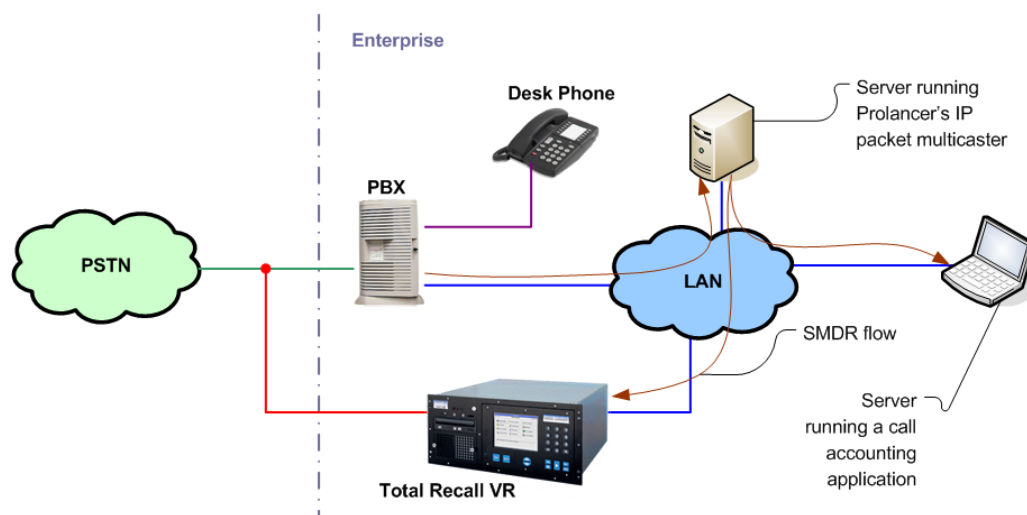 Enterprise
Desk Phone
Server running
Prolancer's IP
packet multicaster
PBX
PSTN
LAN
SMDR flow
Server
running a call
accounting
application
Total Recall VR